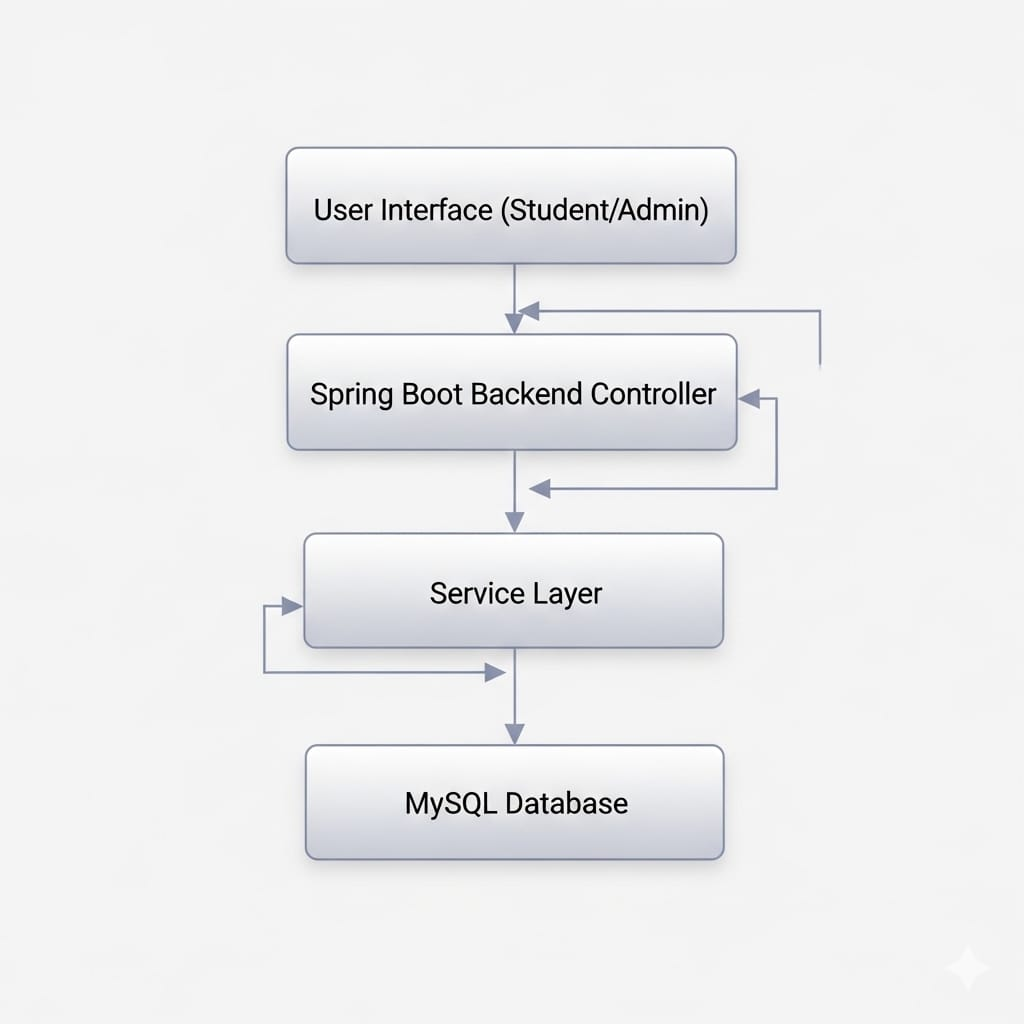 User Interface (Student/Admin)
Spring Boot Backend Controller
Service Layer
MySQL Database